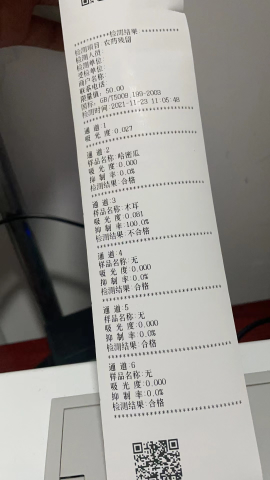 ***************检测结果***************
检测项目:农药残留
检测人员:
检测单位:
受检单位:
商户名称:
联系电话:
限量值: 50.00
国标: GB/T5009.199-2003
检测时间:2021-11-23 11:05:48
通 道:1
吸 光 度:0.027
通 道:2
样品名称:哈密瓜
吸 光 度:0.000
抑 制 率:0.0%
检测结果:合格
通 道:3
样品名称:木耳
吸 光 度:0.081
抑 制 率:100.0%
检测结果:不合格
通 道:4
样品名称:无
吸 光 度:0.000
抑 制 率:0.0%
检测结果:合格
通 道:5
样品名称:无
吸 光 度:0.000
抑 制 率:0.0%
检测结果:合格
通 道:6
样品名称:无
吸 光 度:0.000
抑 制 率:0.0%
检测结果:合格